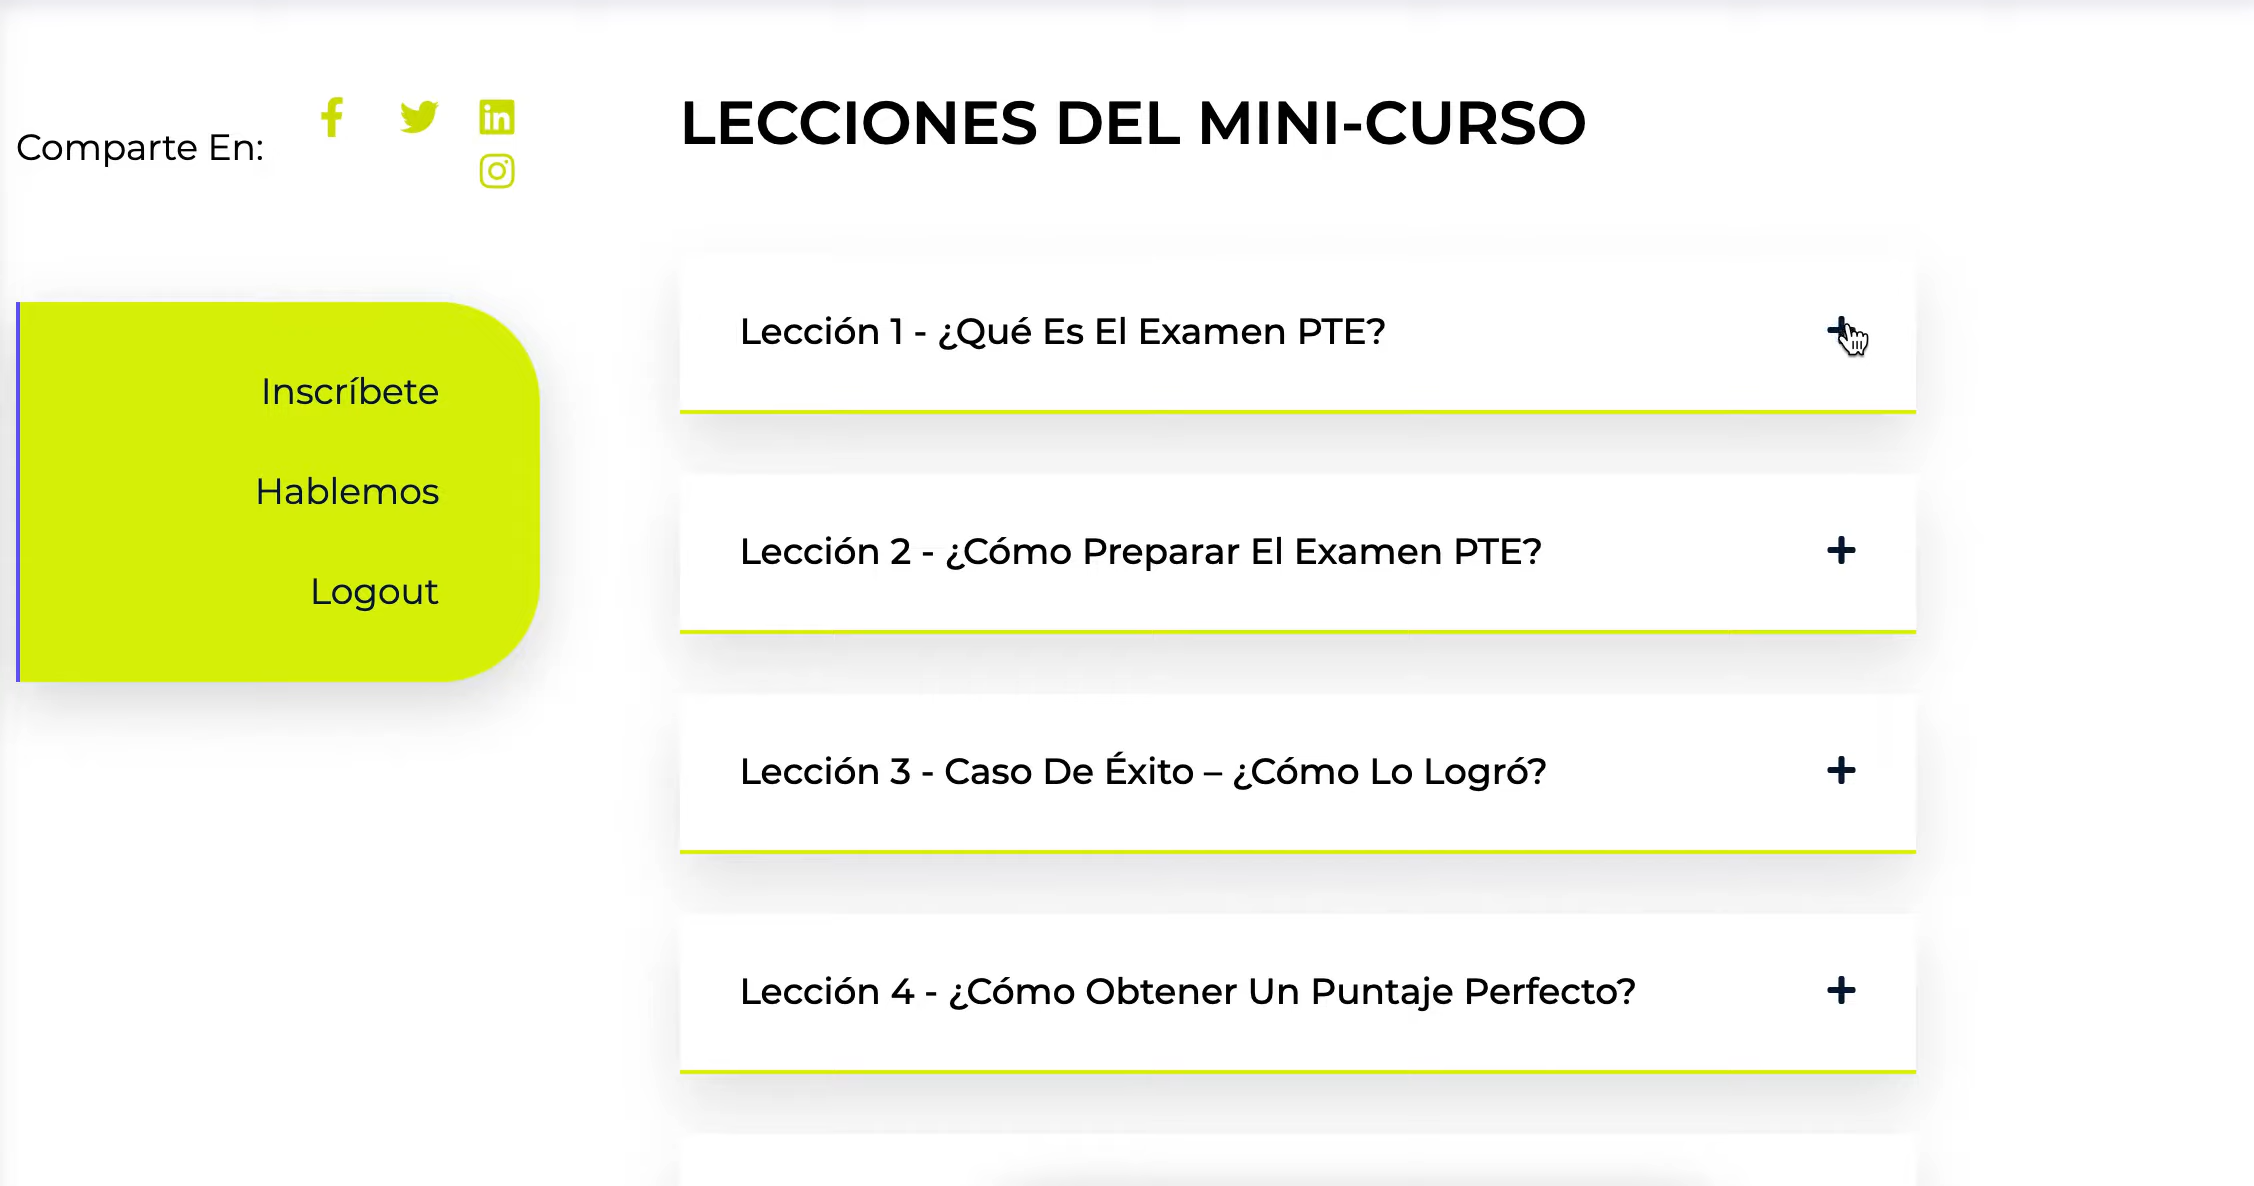 Comparte En:
Inscríbete
Hablemos
Logout
LECCIONES DEL MINI-CURSO
Lección 1 - ¿Qué Es El Examen PTE?
Lección 2 - ¿Cómo Preparar El Examen PTE?
Lección 3 - Caso De Éxito – ¿Cómo Lo Logró?
Lección 4 - ¿Cómo Obtener Un Puntaje Perfecto?